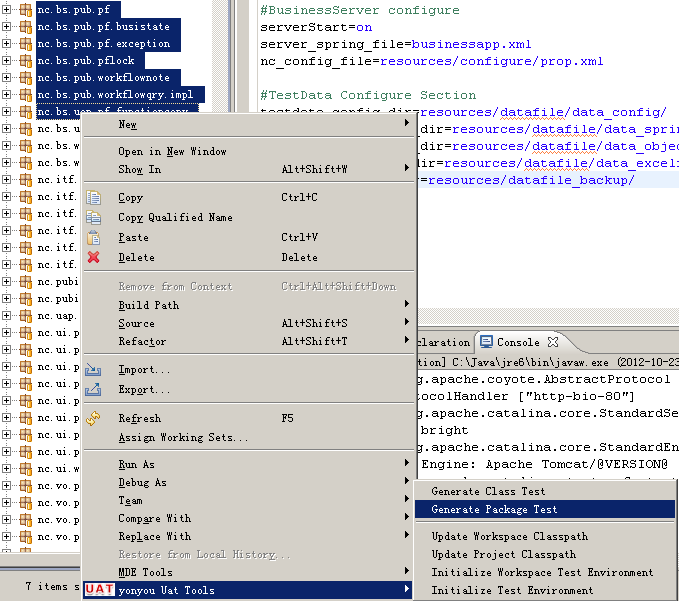 nc.bs.pub.pf
nc.bs.pub.pf.busistate
nc.bs.pub.pf.exception
nc.bs.pub.pflock
nc.bs.pub.workflownote
nc.bs.pub.workflowqry.impl
nc.bs.uap.pf.functionconv
nc.bs.u
nc.bs.w
nc.bs.w
nc.itf.
nc.itf.
nc.itf.
nc.itf.
nc.itf.
nc.itf.
nc.pubi
nc.pubi
nc.uap.
nc.ui.p
nc.ui.p
nc.ui.p
nc.ui.p
nc.ui.p
nc.ui.p
nc.ui.p
nc.ui.p
nc.ui.w
nc.vo.p
nc.vo.p
nc.vo.p
nc.vo.p
7 items s
#BusinessServer configure
serverStart=on
server_spring_file=businessapp.xml
nc_config_file=resources/configure/prop.xml
#TestData Configure Section
testdata_config_dir=resources/datafile/data_config/
dir=resources/datafile/data_sprin
dir=resources/datafile/data_objec
dir=resources/datafile/data_excel
=resources/datafile_backup/
New
Open in New Window
Show In Alt+Shift+W
Copy Ctrl+C
Copy Qualified Name
Paste Ctrl+V
Delete Delete
Remove from Context Ctrl+Alt+Shift+Down
Build Path
Source Alt+Shift+S
Refactor Alt+Shift+T
Import...
Export...
Refresh F5
Assign Working Sets...
Run As
Debug As
Team
Compare With
Replace With
Restore from Local History...
MDE Tools
UAT yonyou Uat Tools
claration Console
tion] C:\Java\jre6\bin\javaw.exe (2012-10-23
g.apache.coyote.AbstractProtocol
tocolHandler ["http-bio-80"]
g.apache.catalina.core.StandardSe
bright
g.apache.catalina.core.StandardEn
Engine: Apache Tomcat/@VERSION@
Generate Class Test
Generate Package Test
Update Workspace Classpath
Update Project Classpath
Initialize Workspace Test Environment
Initialize Test Environment